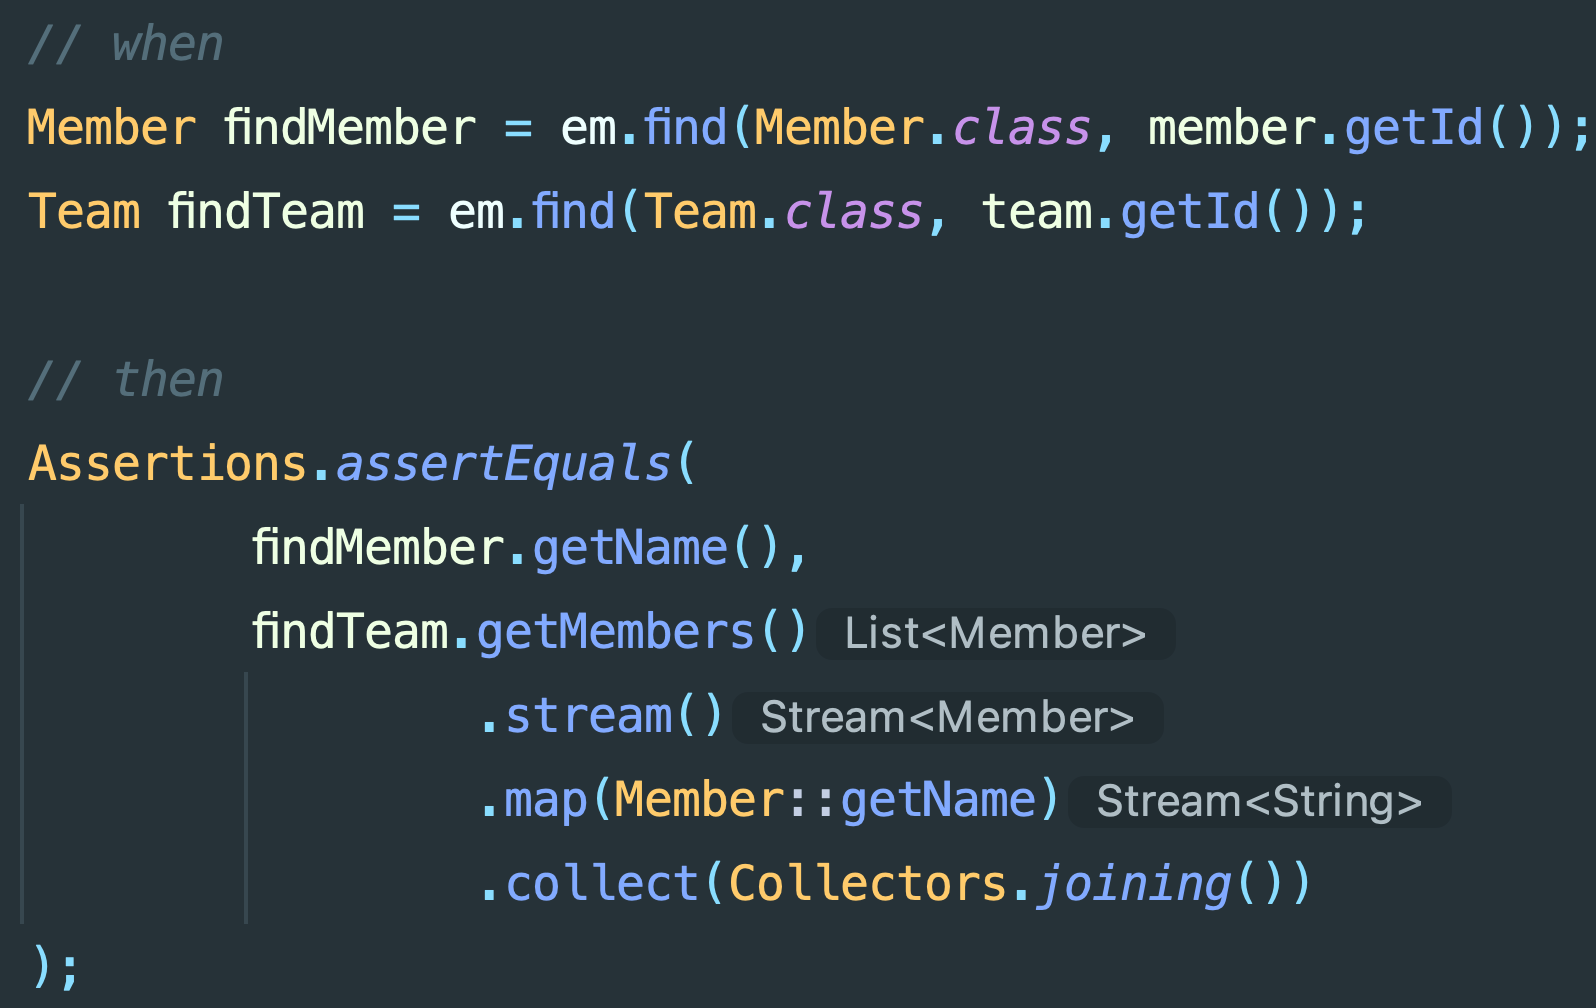 // when
Member findMember = em.find(Member.class, member.getId());
Team findTeam = em.find(Team.class, team.getId());
// then
Assertions.assertEquals(
findMember.getName(),
findTeam.getMembers() List<Member>
.stream() Stream<Member>
.map(Member::getName) Stream<String>
.collect(Collectors.joining())
);